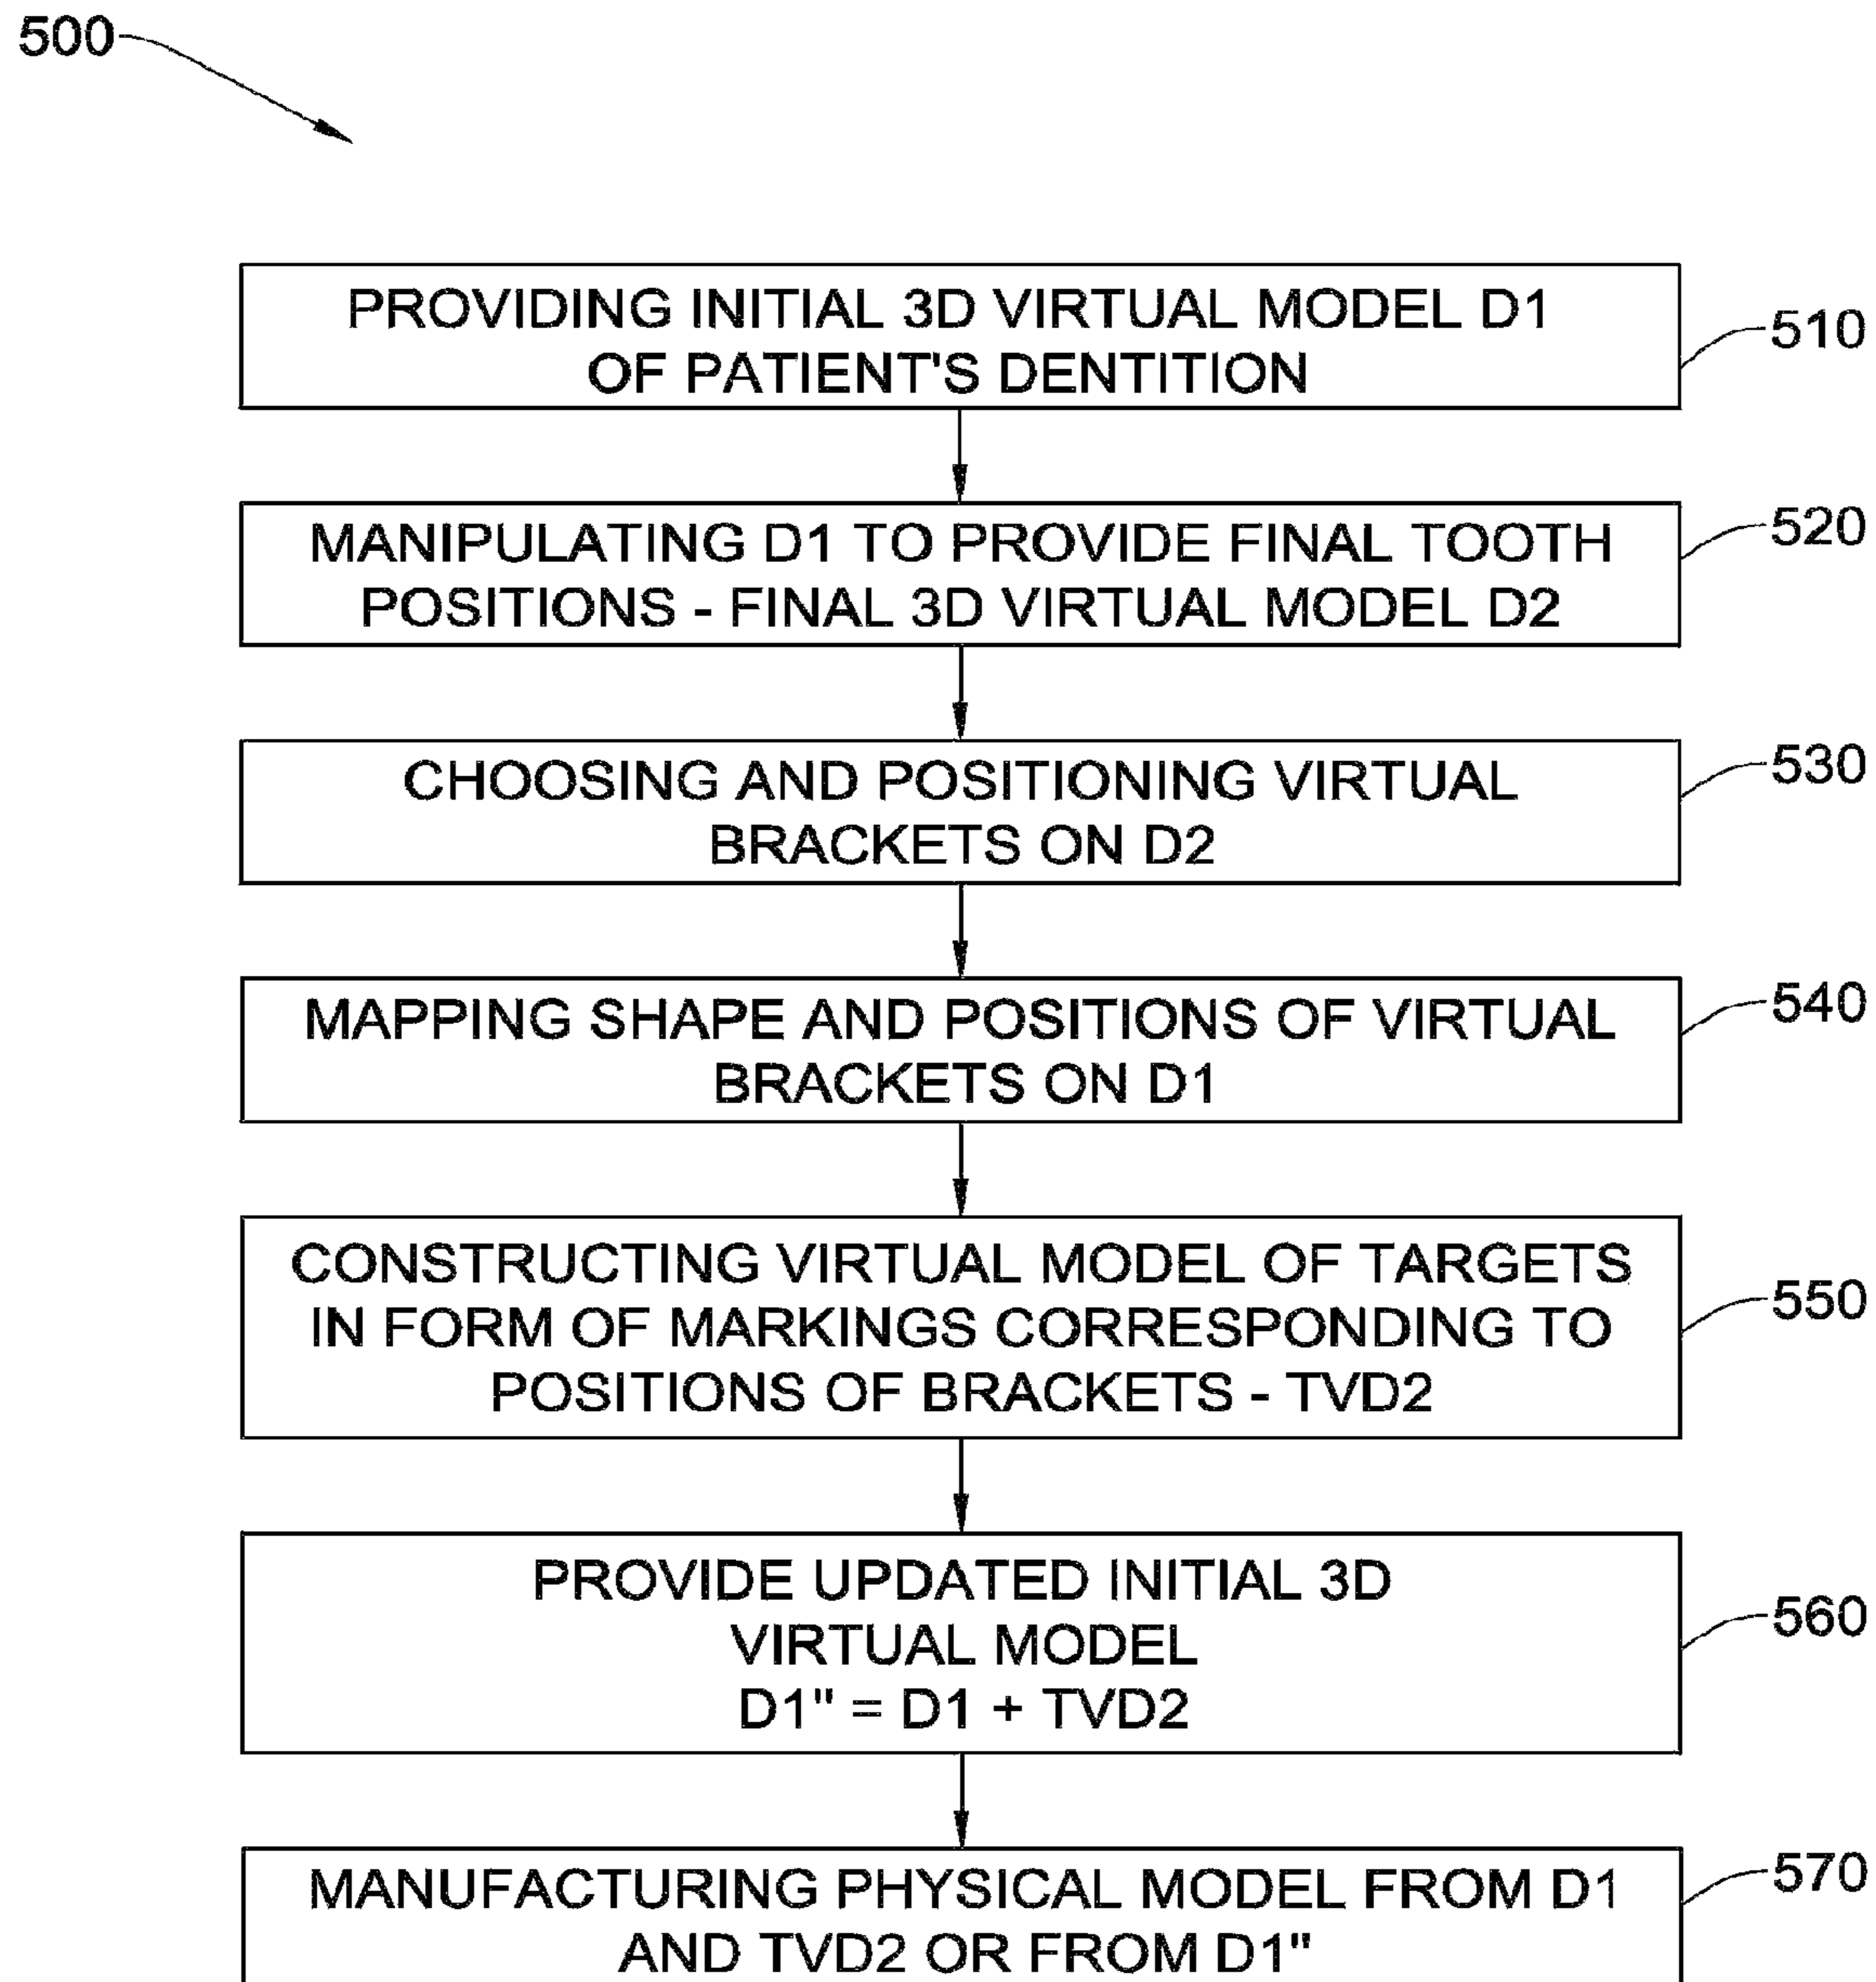 500
PROVIDING INITIAL 3D VIRTUAL MODEL D1
OF PATIENT'S DENTITION
510
MANIPULATING D1 TO PROVIDE FINAL TOOTH
POSITIONS - FINAL 3D VIRTUAL MODEL D2
520
CHOOSING AND POSITIONING VIRTUAL
BRACKETS ON D2
530
MAPPING SHAPE AND POSITIONS OF VIRTUAL
BRACKETS ON D1
540
CONSTRUCTING VIRTUAL MODEL OF TARGETS
IN FORM OF MARKINGS CORRESPONDING TO
POSITIONS OF BRACKETS - TVD2
550
PROVIDE UPDATED INITIAL 3D
VIRTUAL MODEL
D1" = D1 + TVD2
560
MANUFACTURING PHYSICAL MODEL FROM D1
AND TVD2 OR FROM D1"
570